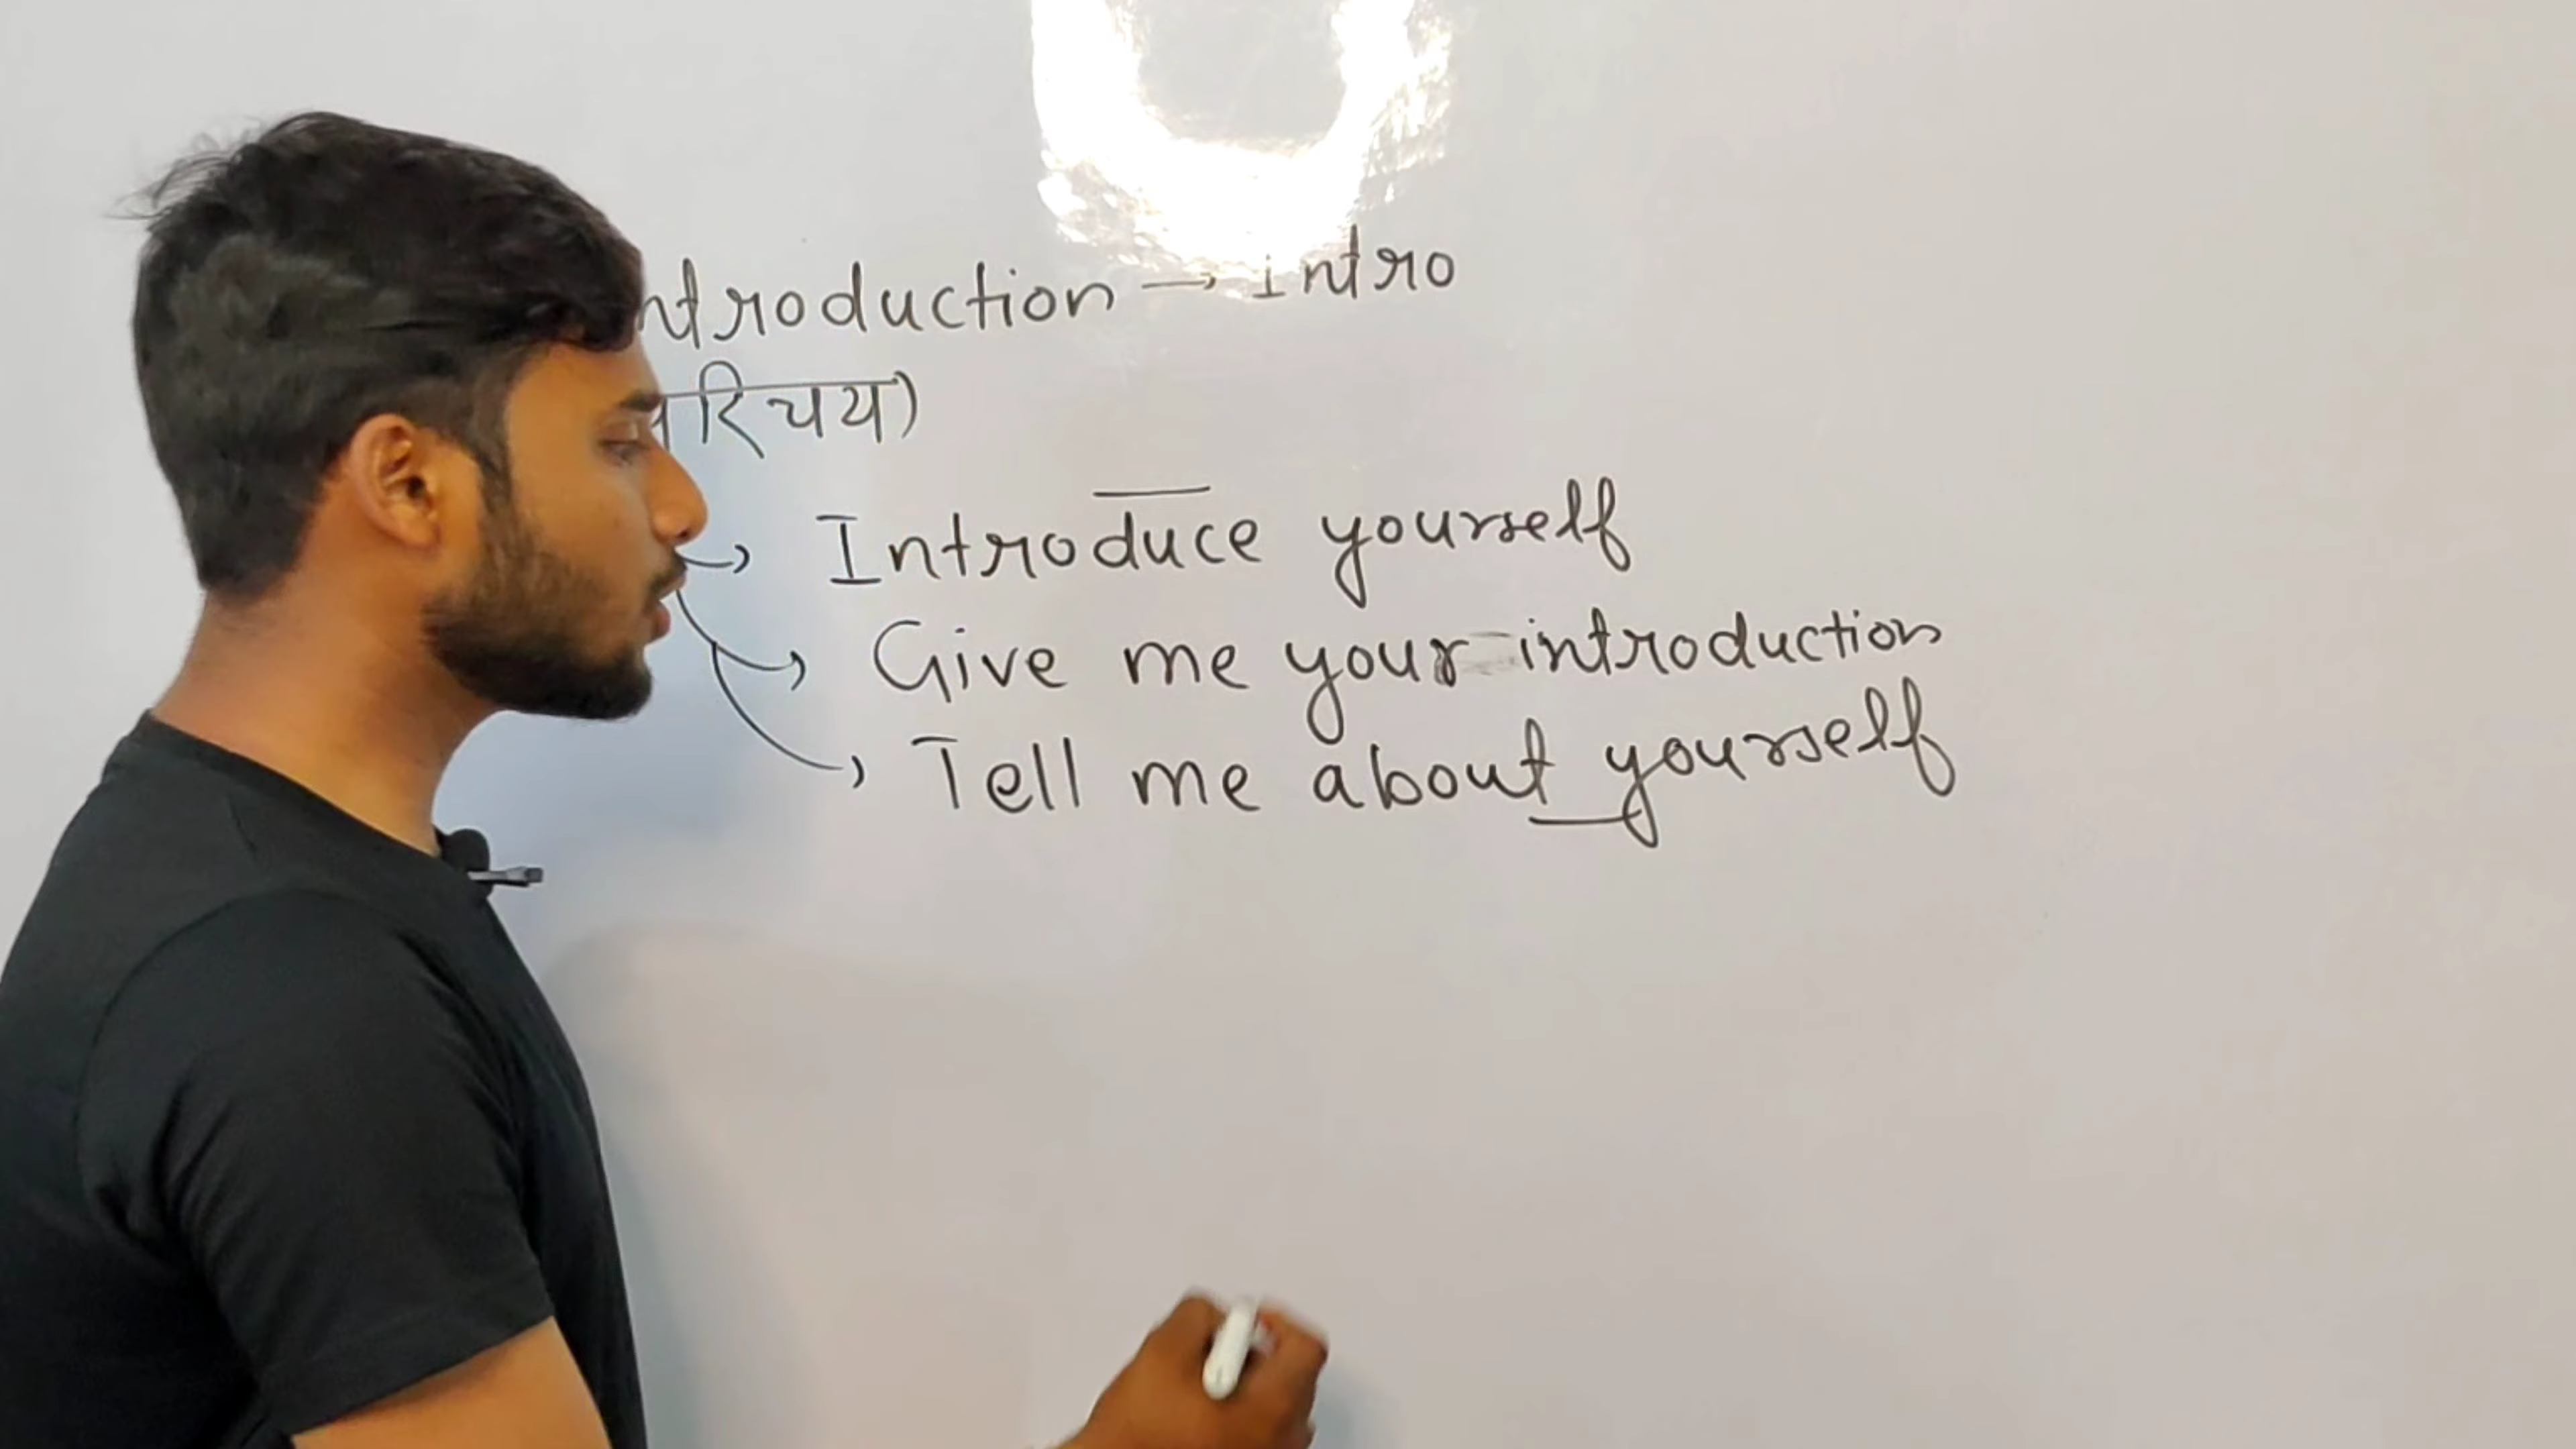 ntroduction → intro
रिचय)
→ Introduce yourself
→ Give me your introduction
→ Tell me about yourself